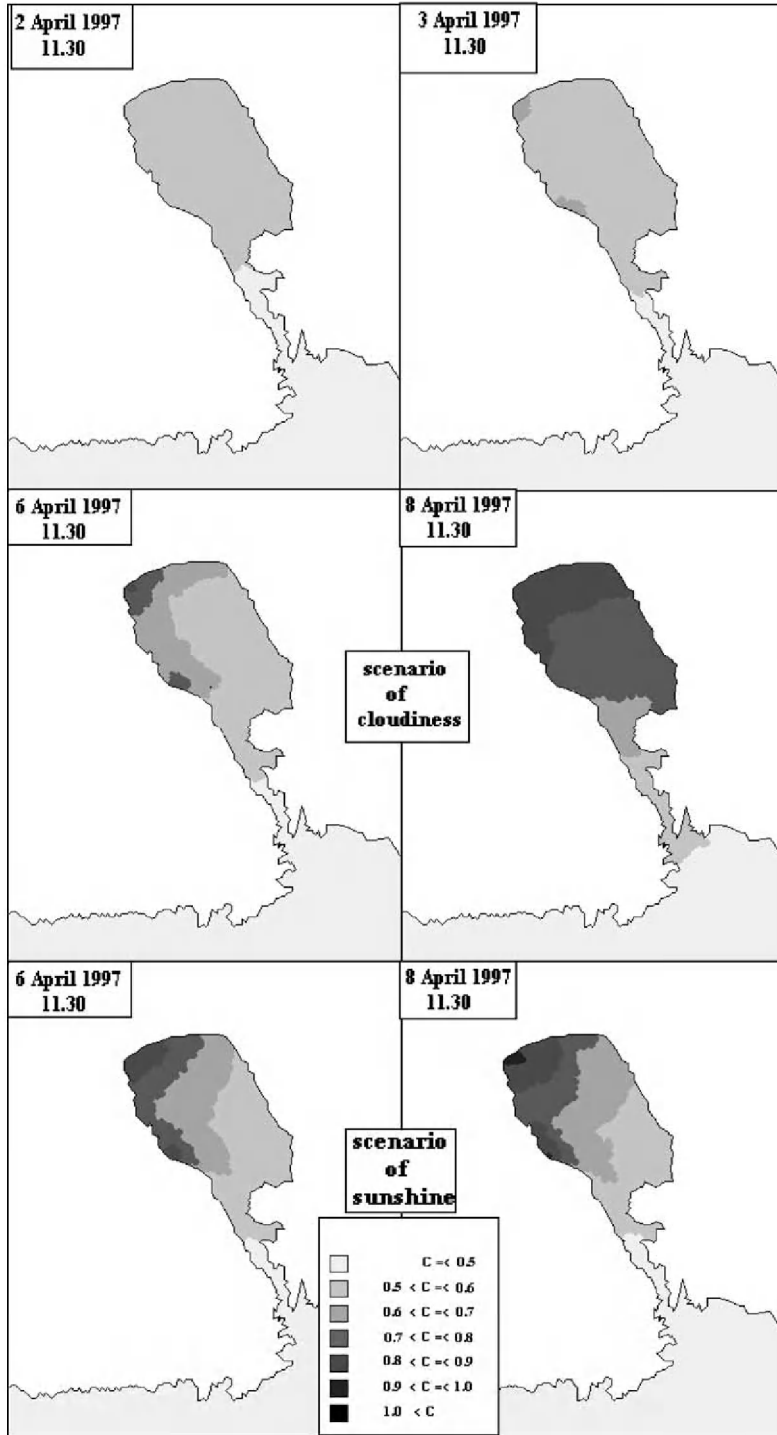 2 April 1997
11.30
3 April 1997
11.30
6 April 1997
11.30
8 April 1997
11.30
scenario
of
cloudiness
6 April 1997
11.30
8 April 1997
11.30
scenario
of
sunshine
C =< 0.5
0.5 < C =< 0.6
0.6 < C =< 0.7
0.7 < C =< 0.8
0.8 < C =< 0.9
0.9 < C =< 1.0
1.0 < C